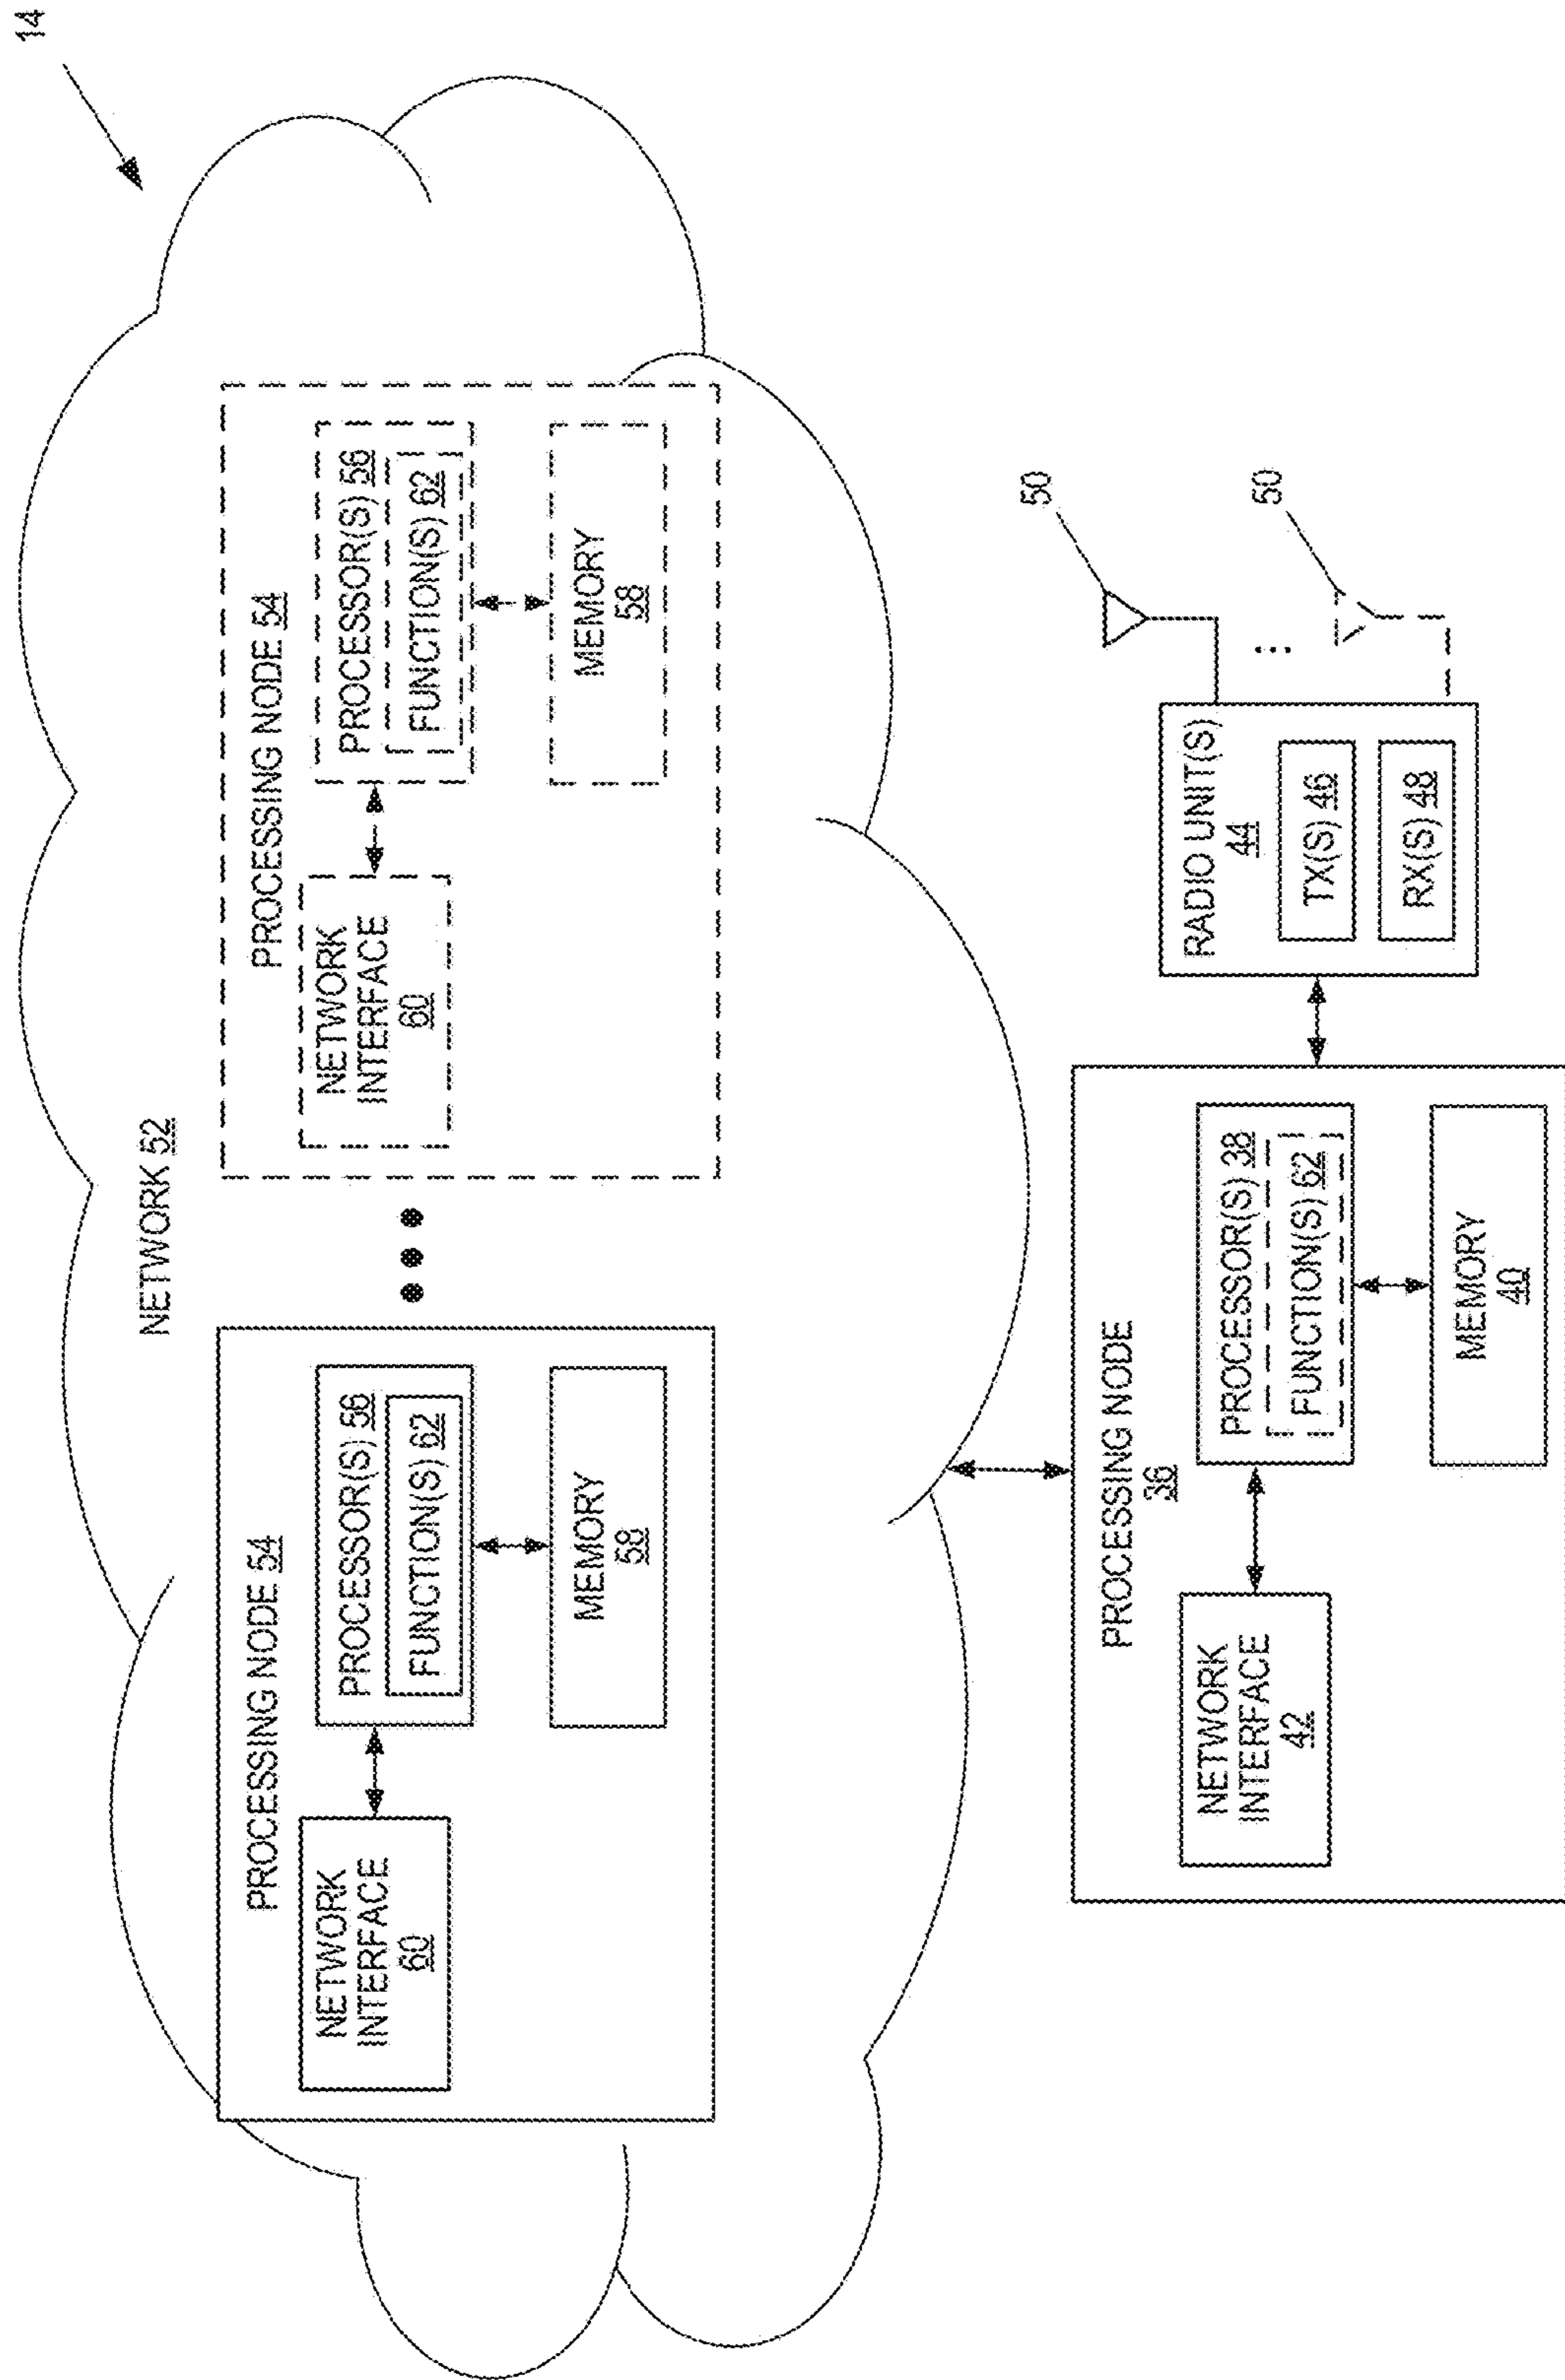 14
NETWORK 52
PROCESSING NODE 54
NETWORK
INTERFACE
60
PROCESSOR(S) 56
FUNCTION(S) 62
MEMORY
58
PROCESSING NODE 54
NETWORK
INTERFACE
60
PROCESSOR(S) 56
FUNCTION(S) 62
MEMORY
58
PROCESSING NODE
36
NETWORK
INTERFACE
42
PROCESSOR(S) 38
FUNCTION(S) 62
MEMORY
40
RADIO UNIT(S)
44
TX(S) 46
RX(S) 48
50
50